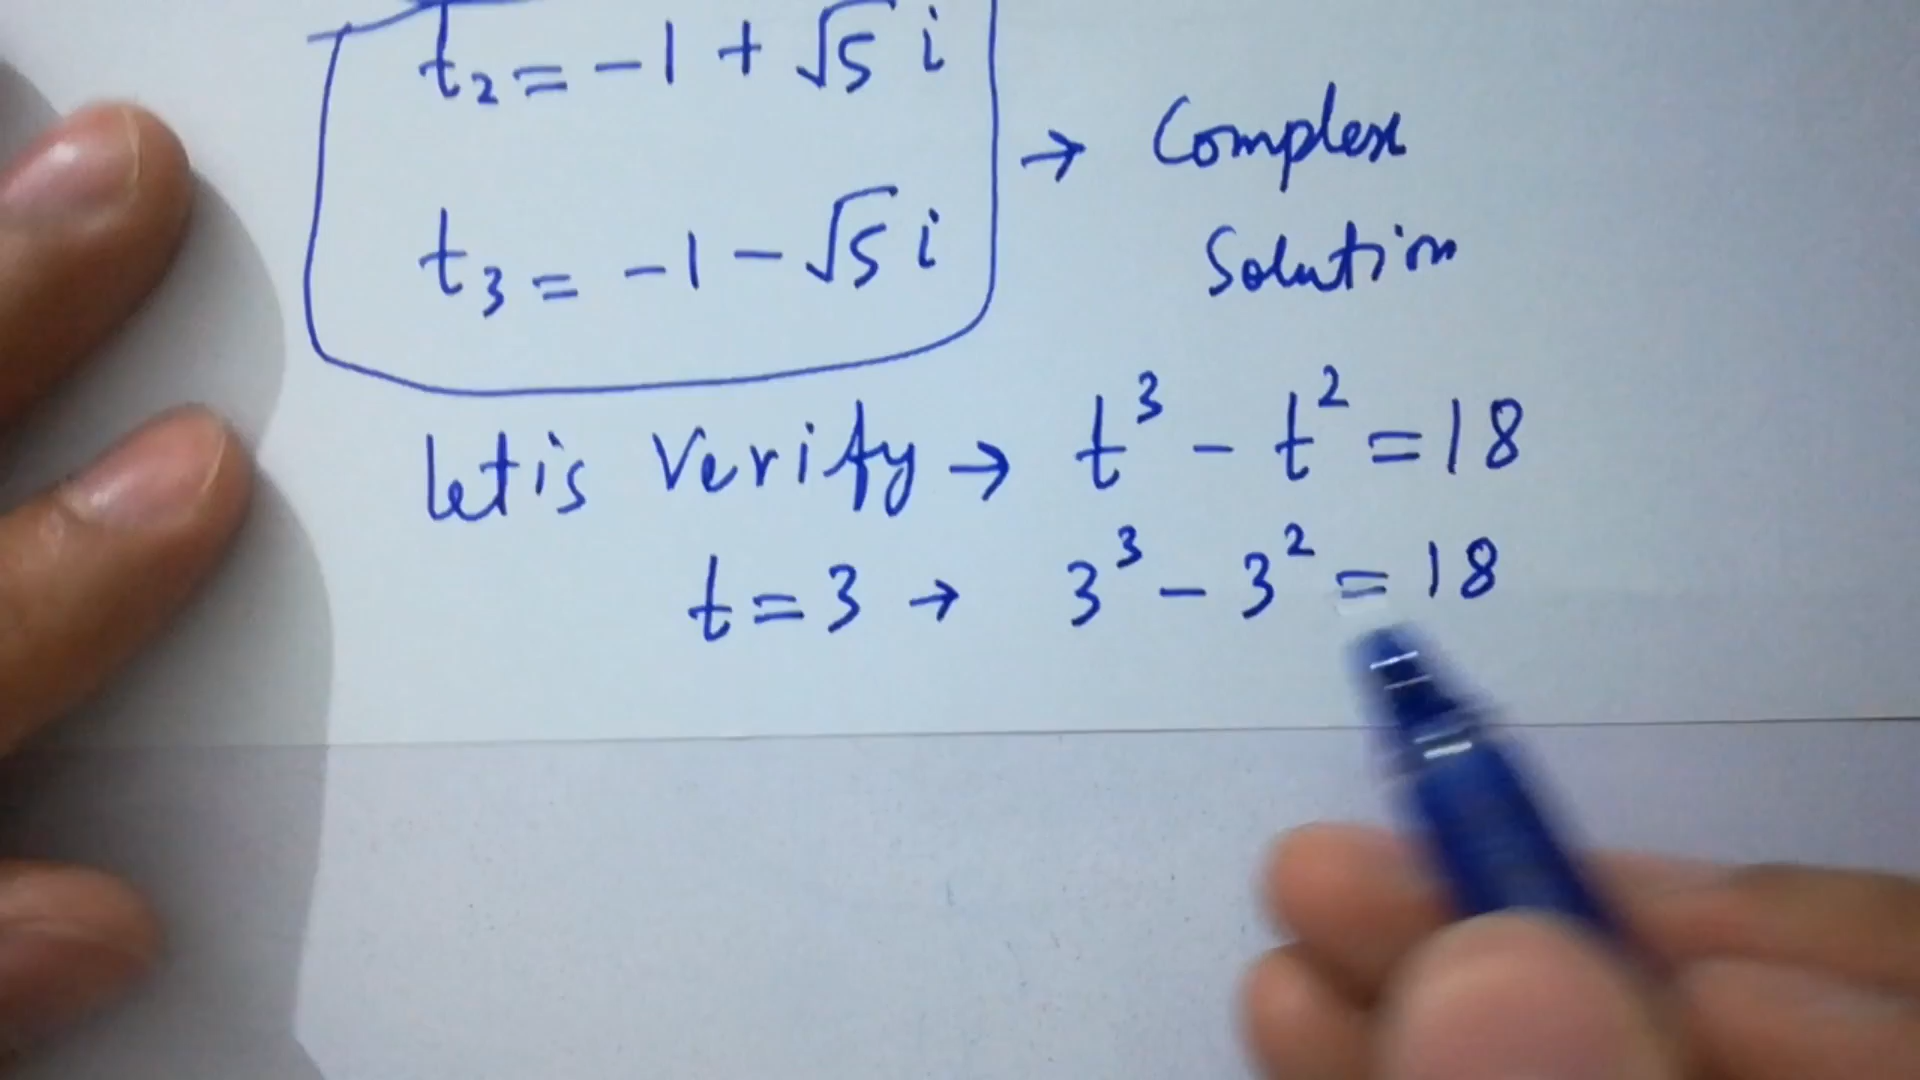 t₂ = -1 + √5 i
→ Complex
t₃ = -1 - √5 i
Solution
let's Verify → t³ - t² = 18
t = 3 → 3³ - 3² = 18